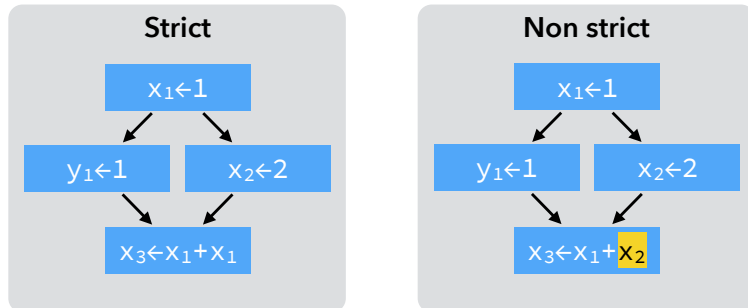 Strict
x₁←1
y₁←1
x₂←2
x₃←x₁+x₁
Non strict
x₁←1
y₁←1
x₂←2
x₃←x₁+x₂